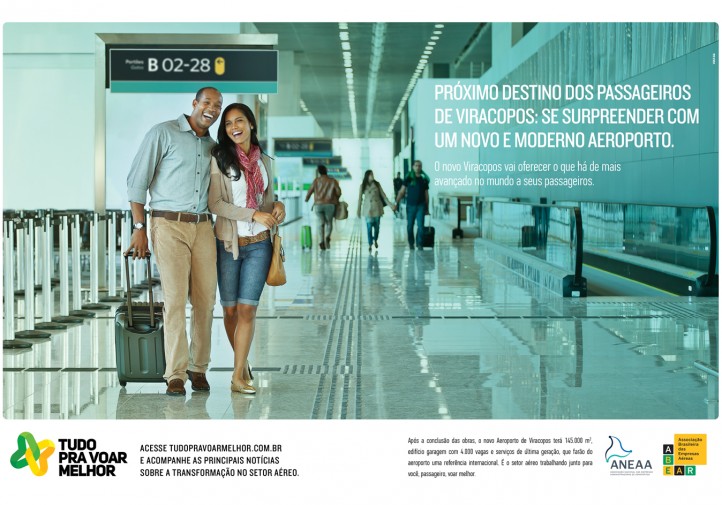 Portões
Gates
B 02-28
PRÓXIMO DESTINO DOS PASSAGEIROS
DE VIRACOPOS: SE SURPREENDER COM
UM NOVO E MODERNO AEROPORTO.
O novo Viracopos vai oferecer o que há de mais
avançado no mundo a seus passageiros.
TUDO
PRA VOAR
MELHOR
ACESSE TUDOPRAVOARMELHOR.COM.BR
E ACOMPANHE AS PRINCIPAIS NOTÍCIAS
SOBRE A TRANSFORMAÇÃO NO SETOR AÉREO.
Após a conclusão das obras, o novo Aeroporto de Viracopos terá 145.000 m²,
edifício garagem com 4.000 vagas e serviços de última geração, que farão do
aeroporto uma referência internacional. É o setor aéreo trabalhando junto para
você, passageiro, voar melhor.
ANEAA
Associação
Brasileira
das
Empresas
Aéreas
ABEAR